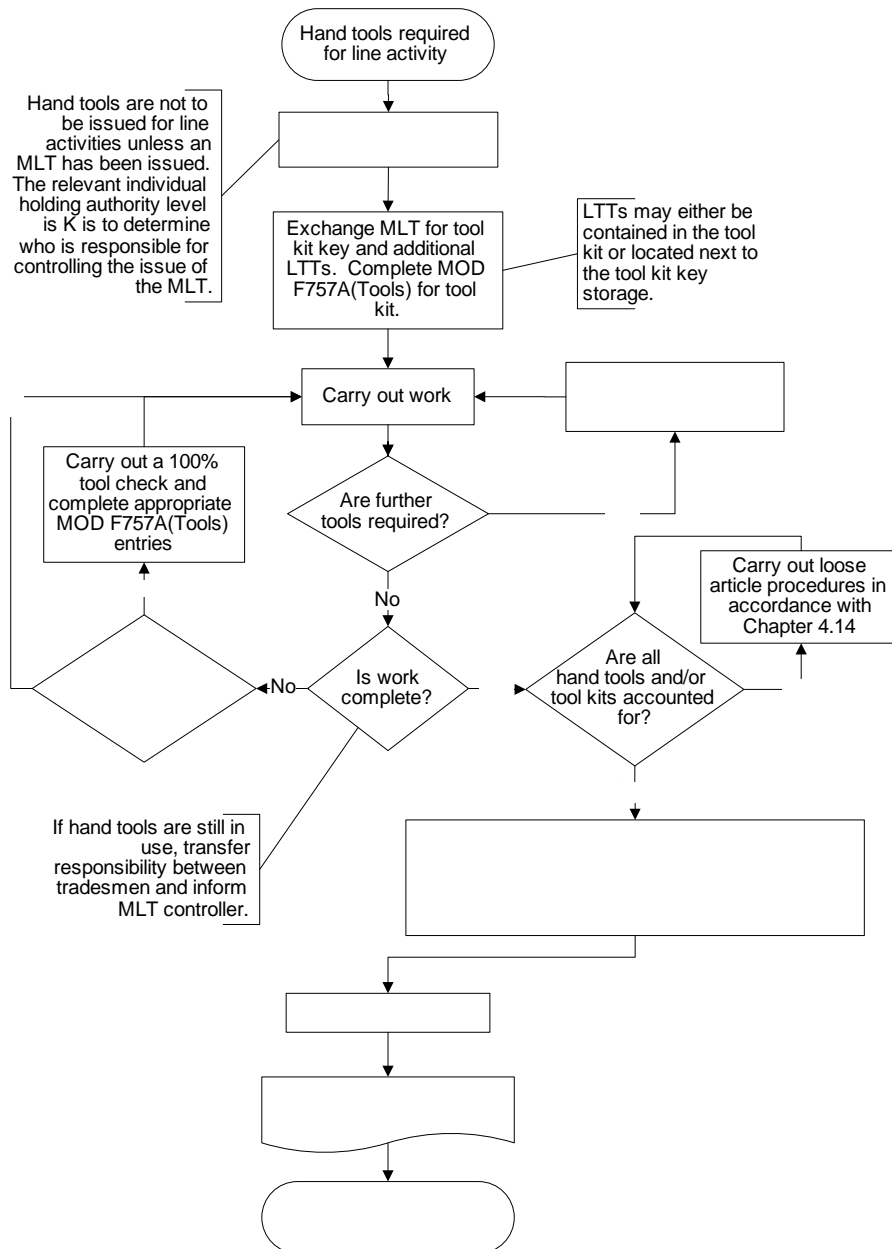 Hand tools required
for line activity
Hand tools are not to
be issued for line
activities unless an
MLT has been issued.
The relevant individual
holding authority level
is K is to determine
who is responsible for
controlling the issue of
the MLT.
Exchange MLT for tool
kit key and additional
LTTs. Complete MOD
F757A(Tools) for tool
kit.
LTTs may either be
contained in the tool
kit or located next to
the tool kit key
storage.
Carry out work
Carry out a 100%
tool check and
complete appropriate
MOD F757A(Tools)
entries
Are further
tools required?
No
Carry out loose
article procedures in
accordance with
Chapter 4.14
Is work
complete?
No
Are all
hand tools and/or
tool kits accounted
for?
If hand tools are still in
use, transfer
responsibility between
tradesmen and inform
MLT controller.